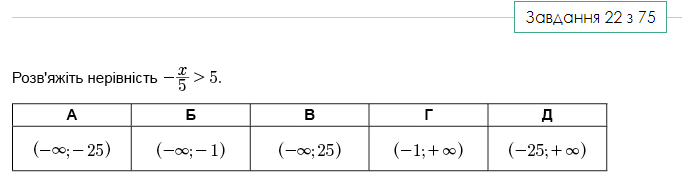 Завдання 22 з 75
Розв'яжіть нерівність −x/5 > 5.
А Б В Г Д
(−∞;−25) (−∞;−1) (−∞;25) (−1;+∞) (−25;+∞)